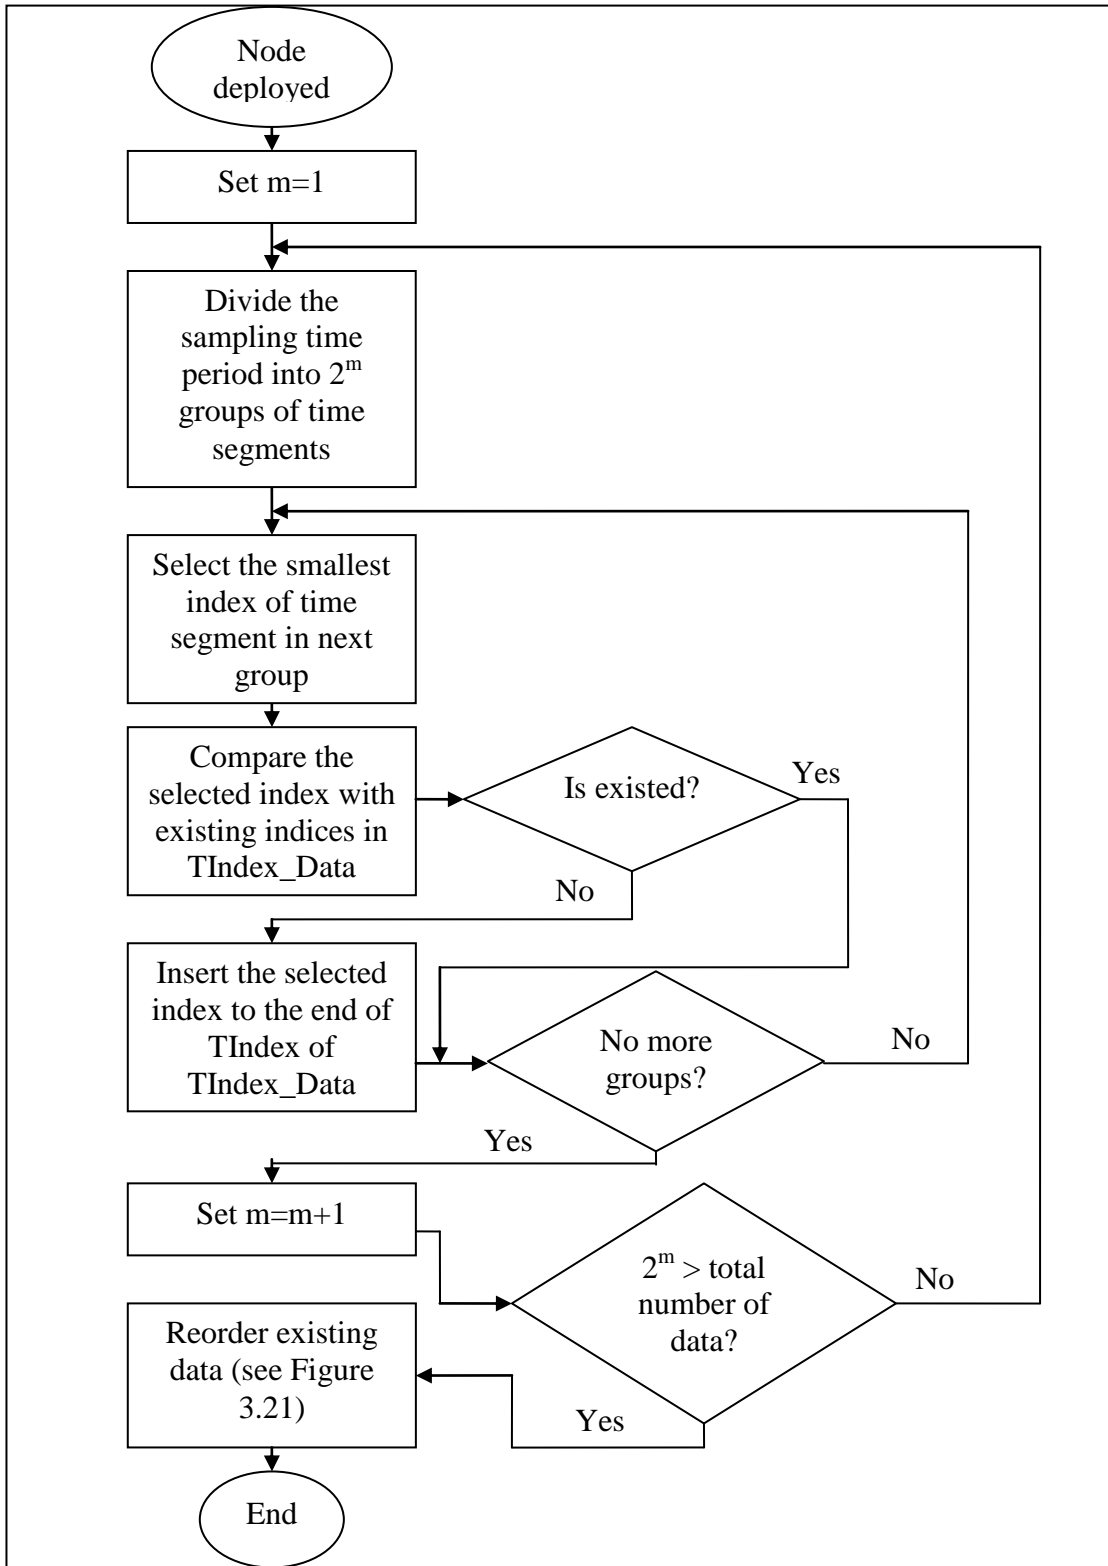 Node
deployed
Set m=1
Divide the
sampling time
period into 2^m
groups of time
segments
Select the smallest
index of time
segment in next
group
Compare the
selected index with
existing indices in
TIndex_Data
Is existed?
Yes
No
Insert the selected
index to the end of
TIndex of
TIndex_Data
No more
groups?
No
Yes
Set m=m+1
2^m > total
number of
data?
No
Yes
Reorder existing
data (see Figure
3.21)
End